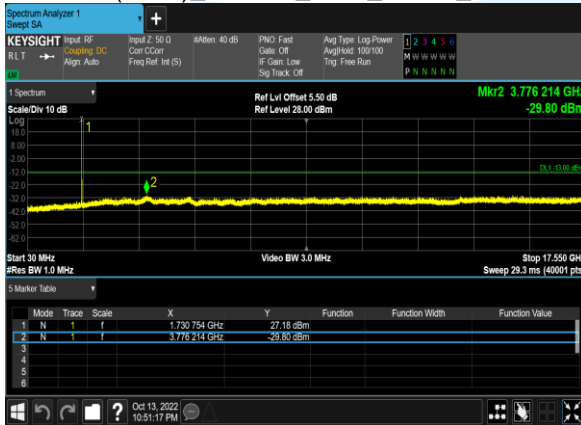 Spectrum Analyzer 1
Swept SA
+
KEYSIGHT Input: RF Input Z: 50 Ω #Atten: 40 dB PNO: Fast Avg Type: Log-Power 1 2 3 4 5 6
RLT Coupling: DC Corr CCorr Gate: Off Avg|Hold: 100/100 M W W W W W
Align: Auto Freq Ref: Int (S) IF Gain: Low Trig: Free Run
Sig Track: Off P N N N N N
1 Spectrum Ref Lvl Offset 5.50 dB Mkr2 3.776 214 GHz
Scale/Div 10 dB Ref Level 28.00 dBm -29.80 dBm
Log
18.0
1
8.00
-2.00
-12.0 DL1 -13.00 dBm
-22.0 2
-32.0
-42.0
-52.0
-62.0
Start 30 MHz Video BW 3.0 MHz Stop 17.550 GHz
#Res BW 1.0 MHz Sweep 29.3 ms (40001 pts)
5 Marker Table
Mode Trace Scale X Y Function Function Width Function Value
1 N 1 f 1.730 754 GHz 27.18 dBm
2 N 1 f 3.776 214 GHz -29.80 dBm
3
4
5
6
? Oct 13, 2022
10:51:17 PM